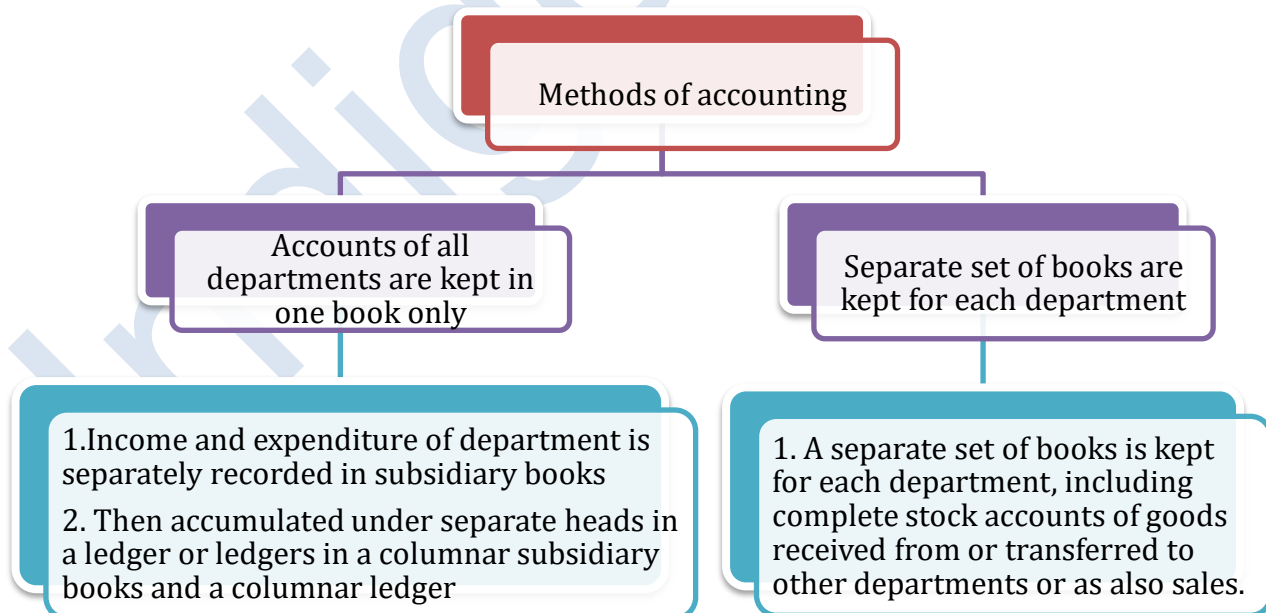 Methods of accounting
Accounts of all
departments are kept in
one book only
Separate set of books are
kept for each department
1.Income and expenditure of department is
separately recorded in subsidiary books
2. Then accumulated under separate heads in
a ledger or ledgers in a columnar subsidiary
books and a columnar ledger
1. A separate set of books is kept
for each department, including
complete stock accounts of goods
received from or transferred to
other departments or as also sales.